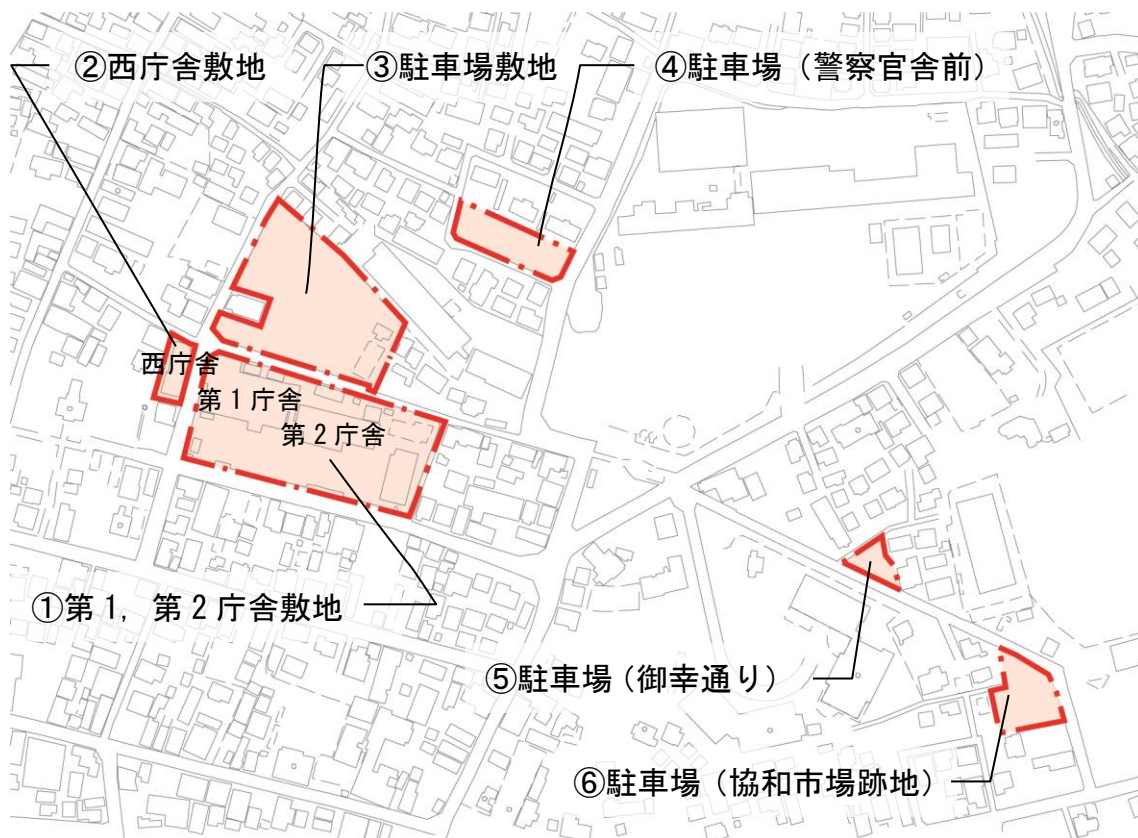 ②西庁舎敷地
③駐車場敷地
④駐車場（警察官舎前）
西庁舎
第１庁舎
第２庁舎
①第１，第２庁舎敷地
⑤駐車場（御幸通り）
⑥駐車場（協和市場跡地）